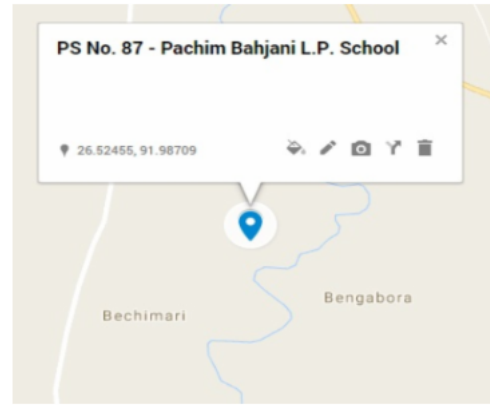 PS No. 87 - Pachim Bahjani L.P. School
26.52455, 91.98709
Bengabora
Bechimari